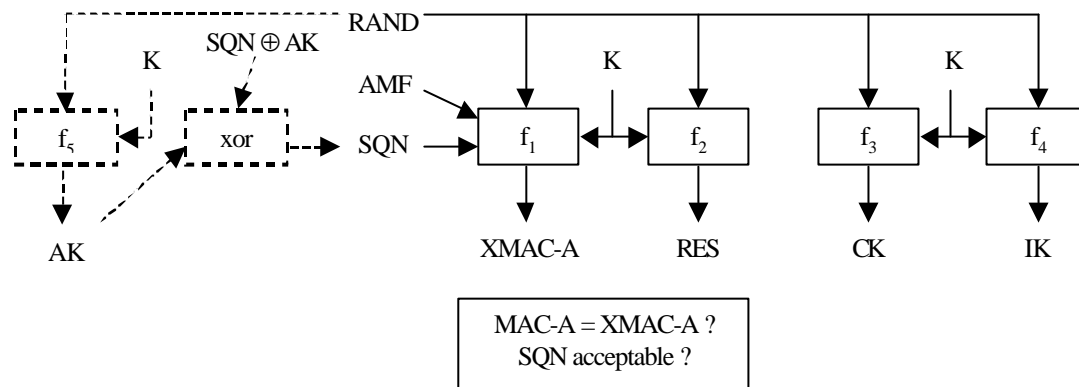 RAND
SQN ⊕ AK
K
K
K
AMF
f5
xor
SQN
f1
f2
f3
f4
AK
XMAC-A
RES
CK
IK
MAC-A = XMAC-A ?
SQN acceptable ?